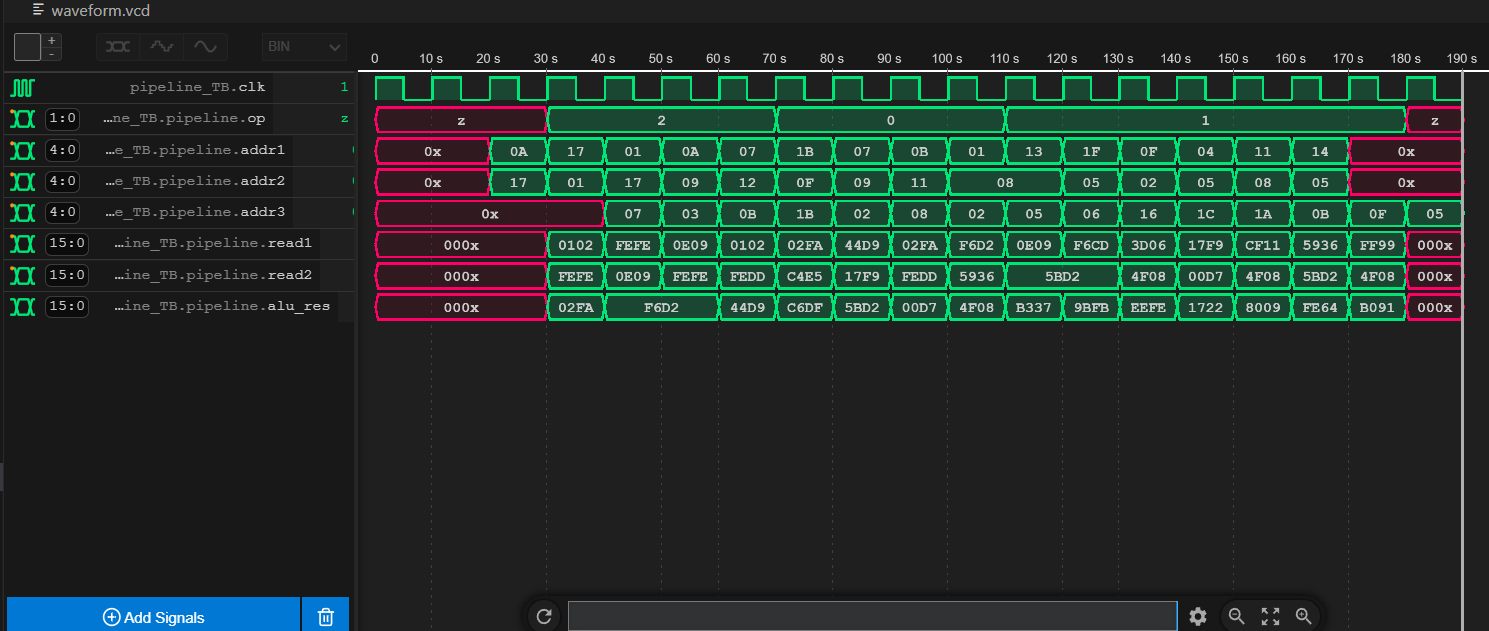 waveform.vcd
+
-
BIN
0 10 s 20 s 30 s 40 s 50 s 60 s 70 s 80 s 90 s 100 s 110 s 120 s 130 s 140 s 150 s 160 s 170 s 180 s 190 s
pipeline_TB.clk 1
1:0 …ne_TB.pipeline.op z z 2 0 1 z
4:0 …e_TB.pipeline.addr1 0x 0A 17 01 0A 07 1B 07 0B 01 13 1F 0F 04 11 14 0x
4:0 …e_TB.pipeline.addr2 0x 17 01 17 09 12 0F 09 11 08 05 02 05 08 05 0x
4:0 …e_TB.pipeline.addr3 0x 07 03 0B 1B 02 08 02 05 06 16 1C 1A 0B 0F 05
15:0 …ine_TB.pipeline.read1 000x 0102 FEFE 0E09 0102 02FA 44D9 02FA F6D2 0E09 F6CD 3D06 17F9 CF11 5936 FF99 000x
15:0 …ine_TB.pipeline.read2 000x FEFE 0E09 FEFE FEDD C4E5 17F9 FEDD 5936 5BD2 4F08 00D7 4F08 5BD2 4F08 000x
15:0 …ine_TB.pipeline.alu_res 000x 02FA F6D2 44D9 C6DF 5BD2 00D7 4F08 B337 9BFB EEFE 1722 8009 FE64 B091 000x
Add Signals